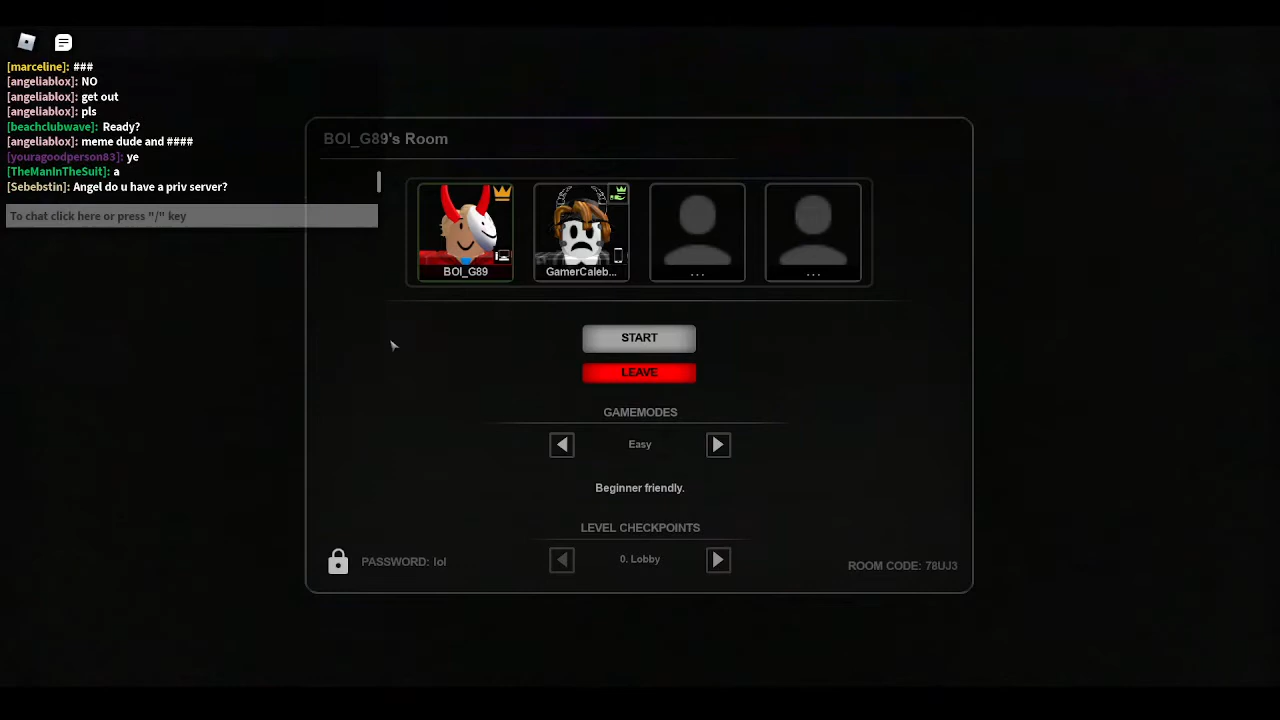 [marceline]: ###
[angeliablox]: NO
[angeliablox]: get out
[angeliablox]: pls
[beachclubwave]: Ready?
[angeliablox]: meme dude and ####
[youragoodperson83]: ye
[TheManInTheSuit]: a
[Sebebstin]: Angel do u have a priv server?
To chat click here or press "/" key
BOI_G89's Room
BOI_G89
GamerCaleb...
...
...
START
LEAVE
GAMEMODES
Easy
Beginner friendly.
LEVEL CHECKPOINTS
0. Lobby
PASSWORD: lol
ROOM CODE: 78UJ3